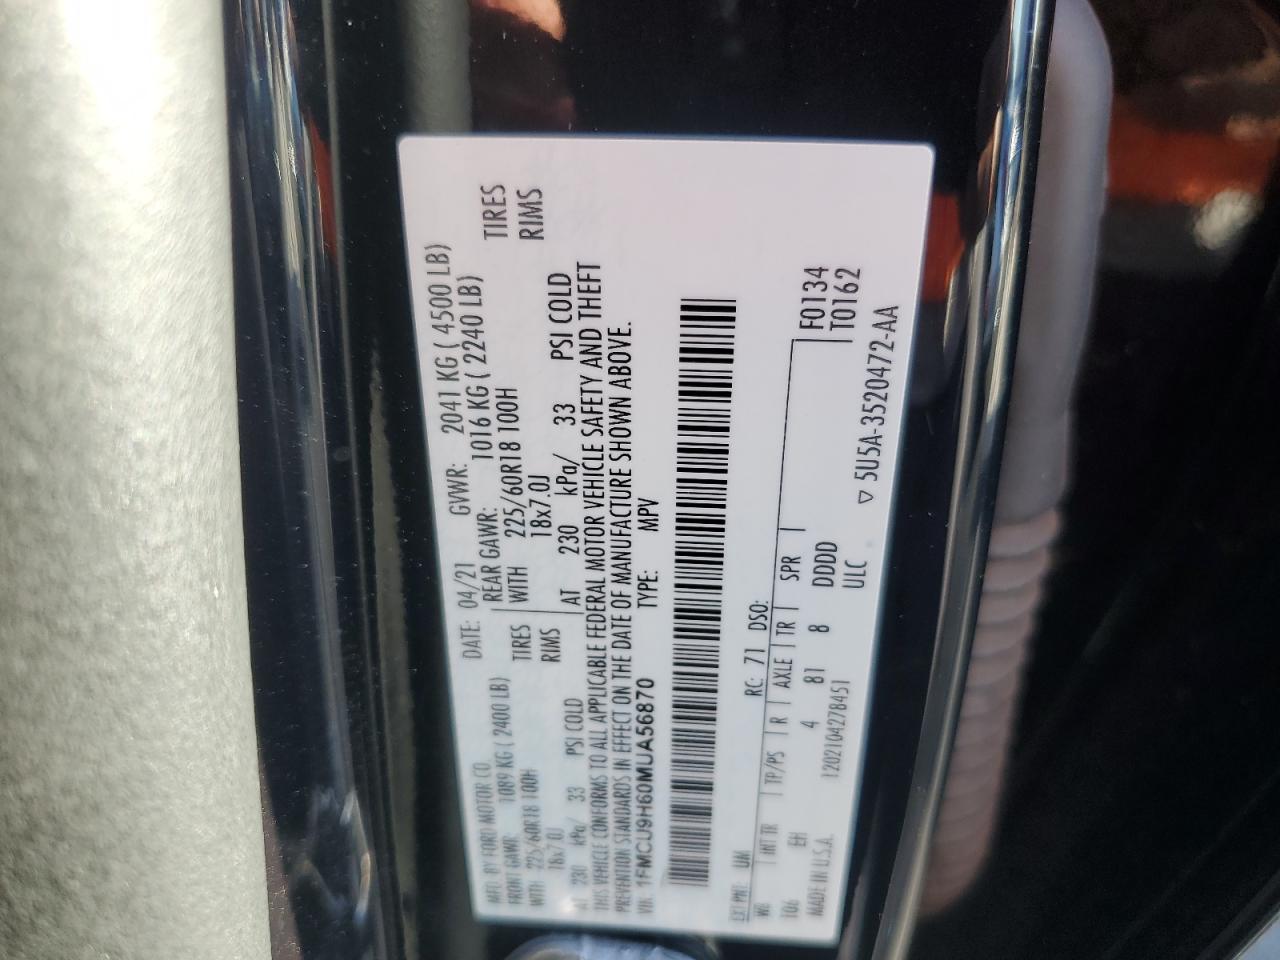 MFD. BY FORD MOTOR CO. DATE: 04/21 GVWR: 2041 KG ( 4500 LB)
FRONT GAWR: 1089 KG ( 2400 LB) REAR GAWR: 1016 KG ( 2240 LB)
WITH 225/60R18 100H TIRES WITH 225/60R18 100H TIRES
18x7.0J RIMS 18x7.0J RIMS
AT 230 kPa/ 33 PSI COLD AT 230 kPa/ 33 PSI COLD
THIS VEHICLE CONFORMS TO ALL APPLICABLE FEDERAL MOTOR VEHICLE SAFETY AND THEFT
PREVENTION STANDARDS IN EFFECT ON THE DATE OF MANUFACTURE SHOWN ABOVE.
VIN: 1FMCU9H60MUA56870 TYPE: MPV
EXT PNT: UM RC: 71 DSO:
WB INT TR TP/PS R AXLE TR SPR F0134
T06 EH 4 81 8 DDDD T0162
MADE IN U.S.A. 1202104278451 ULC
▽ 5U5A-3520472-AA